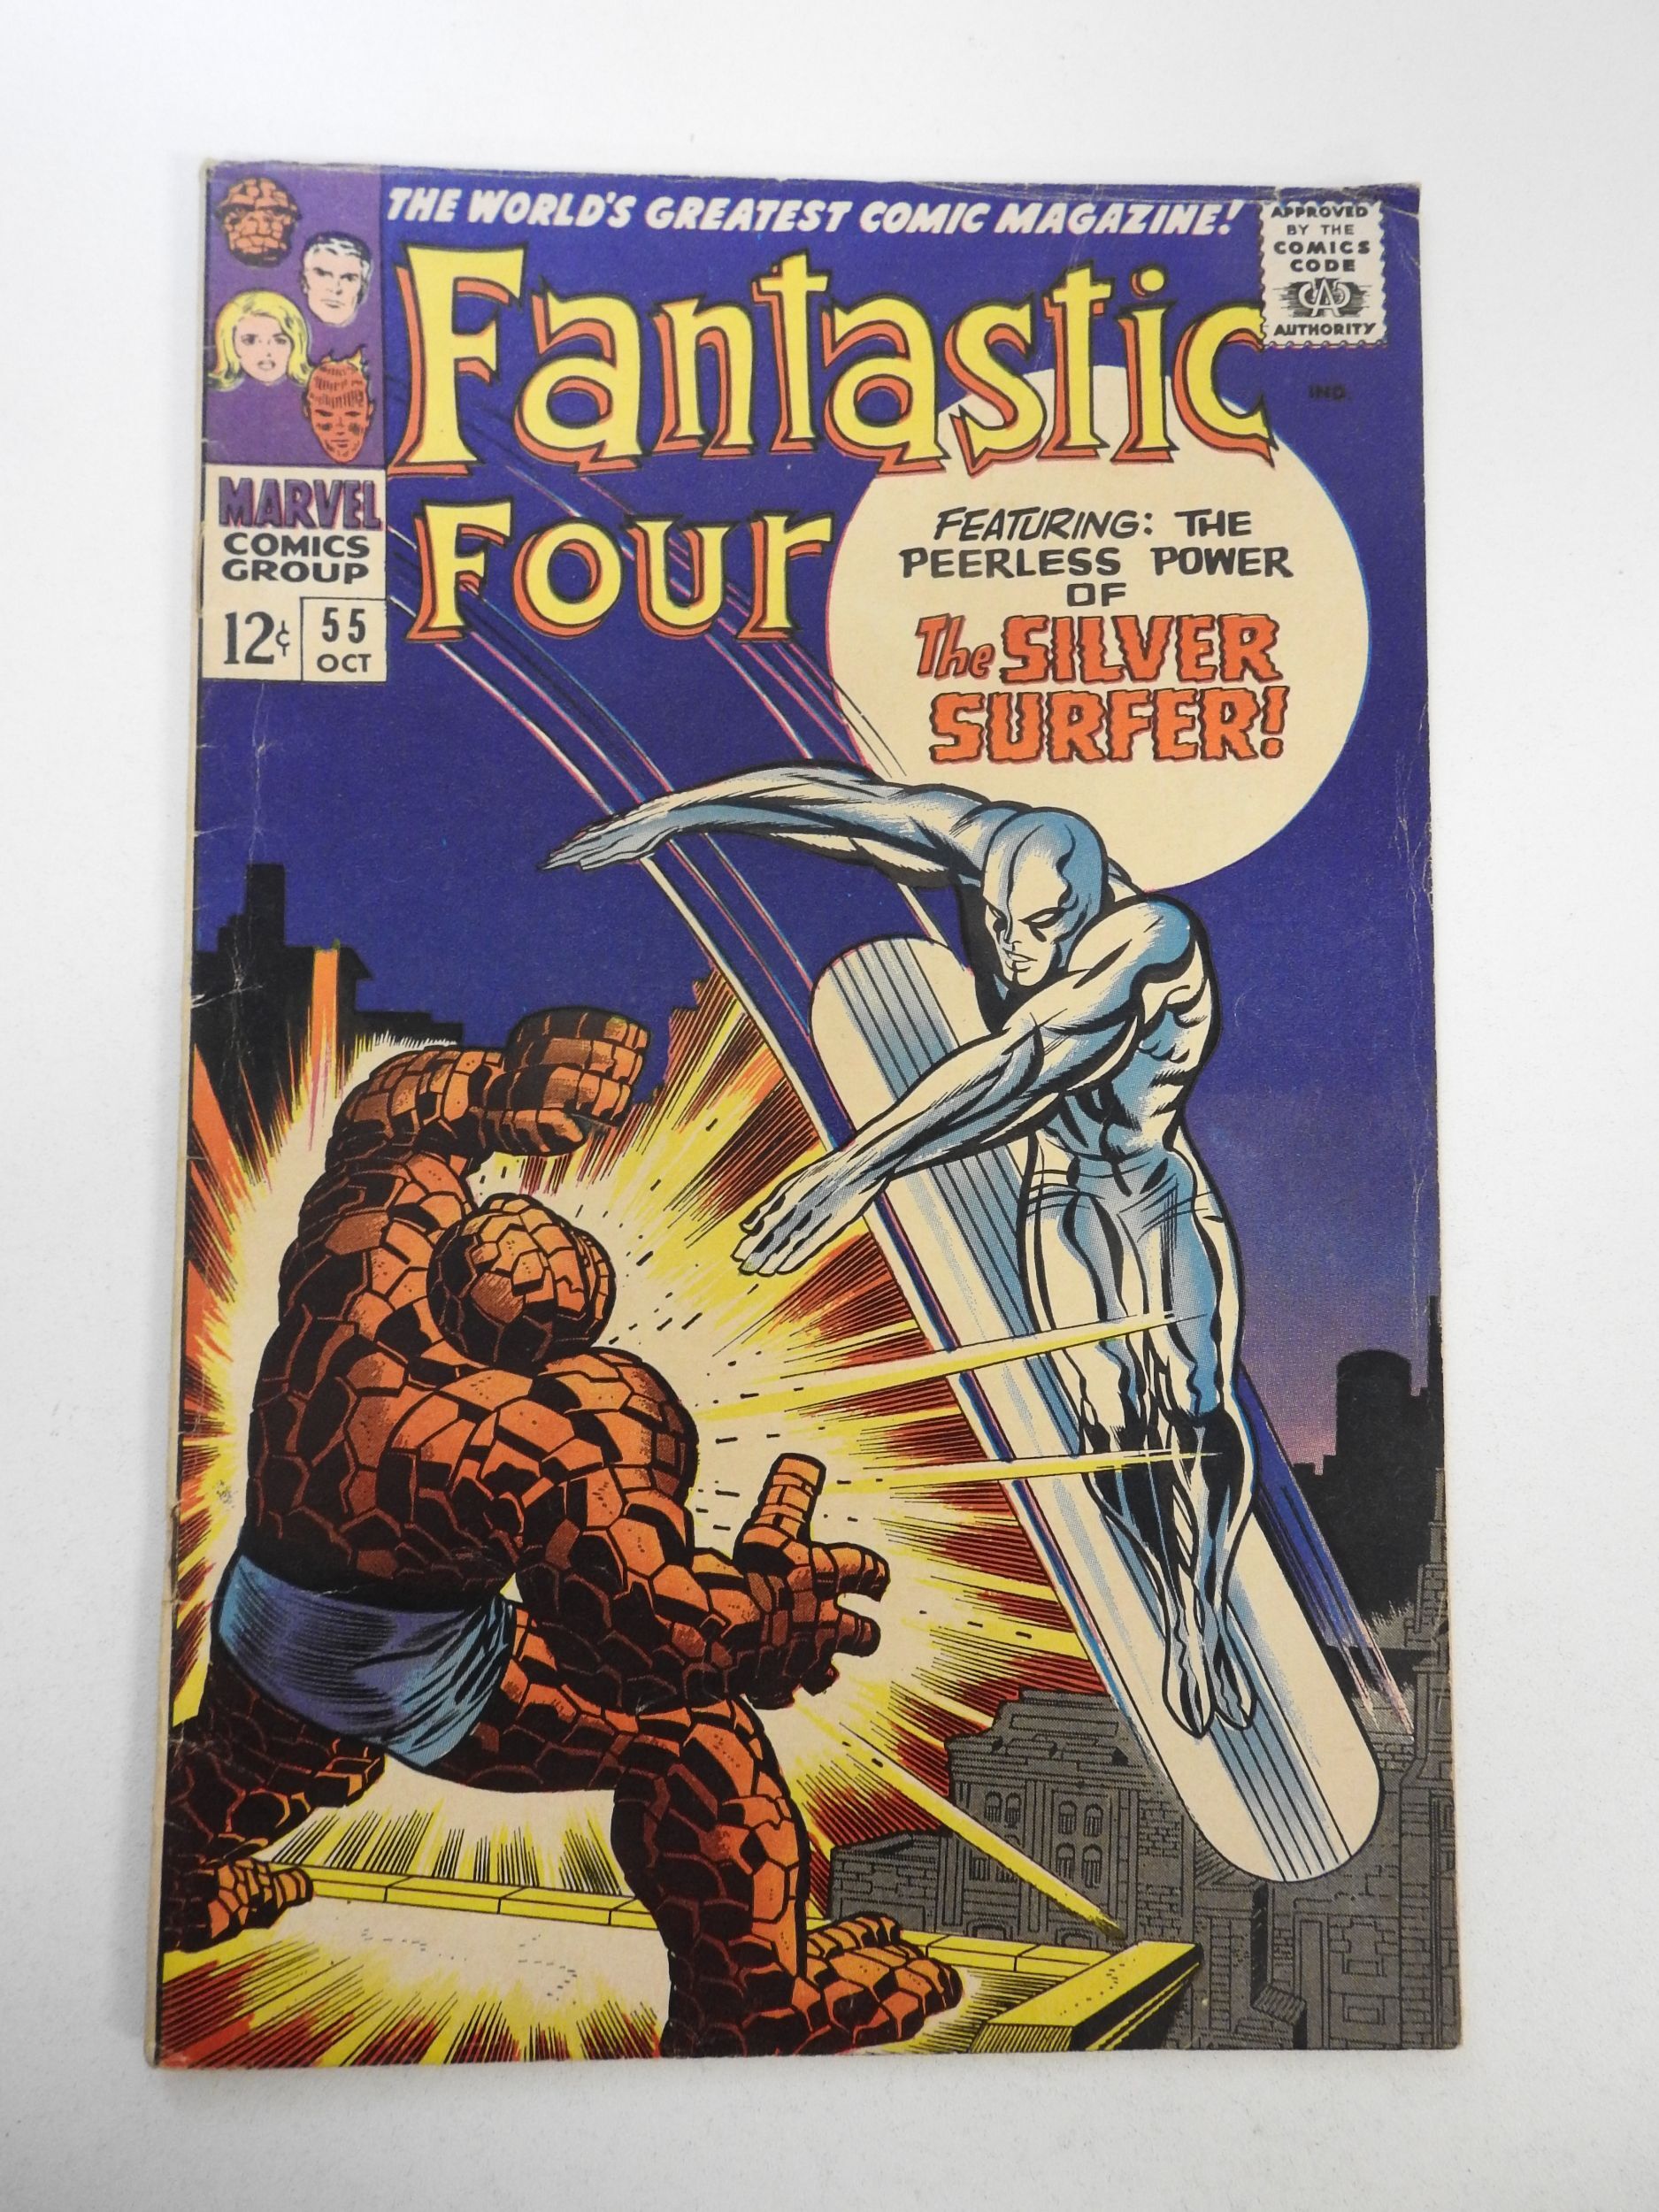 THE WORLD'S GREATEST COMIC MAGAZINE!
APPROVED
BY THE
COMICS
CODE
CA
AUTHORITY
Fantastic
Four
IND.
MARVEL
COMICS
GROUP
12¢
55
OCT
FEATURING: THE
PEERLESS POWER
OF
The SILVER
SURFER!